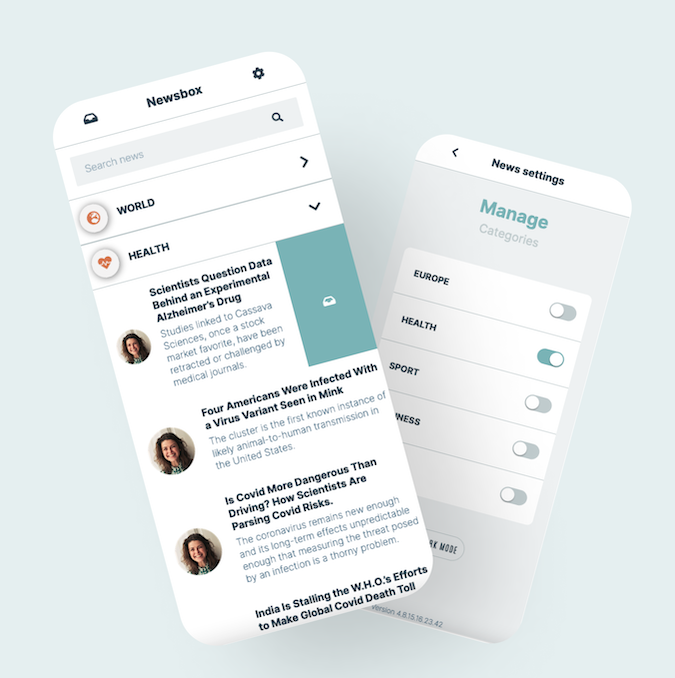 Newsbox
Search news
WORLD
HEALTH
Scientists Question Data
Behind an Experimental
Alzheimer's Drug
Studies linked to Cassava
Sciences, once a stock
market favorite, have been
retracted or challenged by
medical journals.
Four Americans Were Infected With
a Virus Variant Seen in Mink
The cluster is the first known instance of
likely animal-to-human transmission in
the United States.
Is Covid More Dangerous Than
Driving? How Scientists Are
Parsing Covid Risks.
The coronavirus remains new enough
and its long-term effects unpredictable
enough that measuring the threat posed
by an infection is a thorny problem.
India Is Stalling the W.H.O.'s Efforts
to Make Global Covid Death Toll
News settings
Manage
Categories
EUROPE
HEALTH
SPORT
INESS
RK MODE
Version 4.8.15.16.23.42